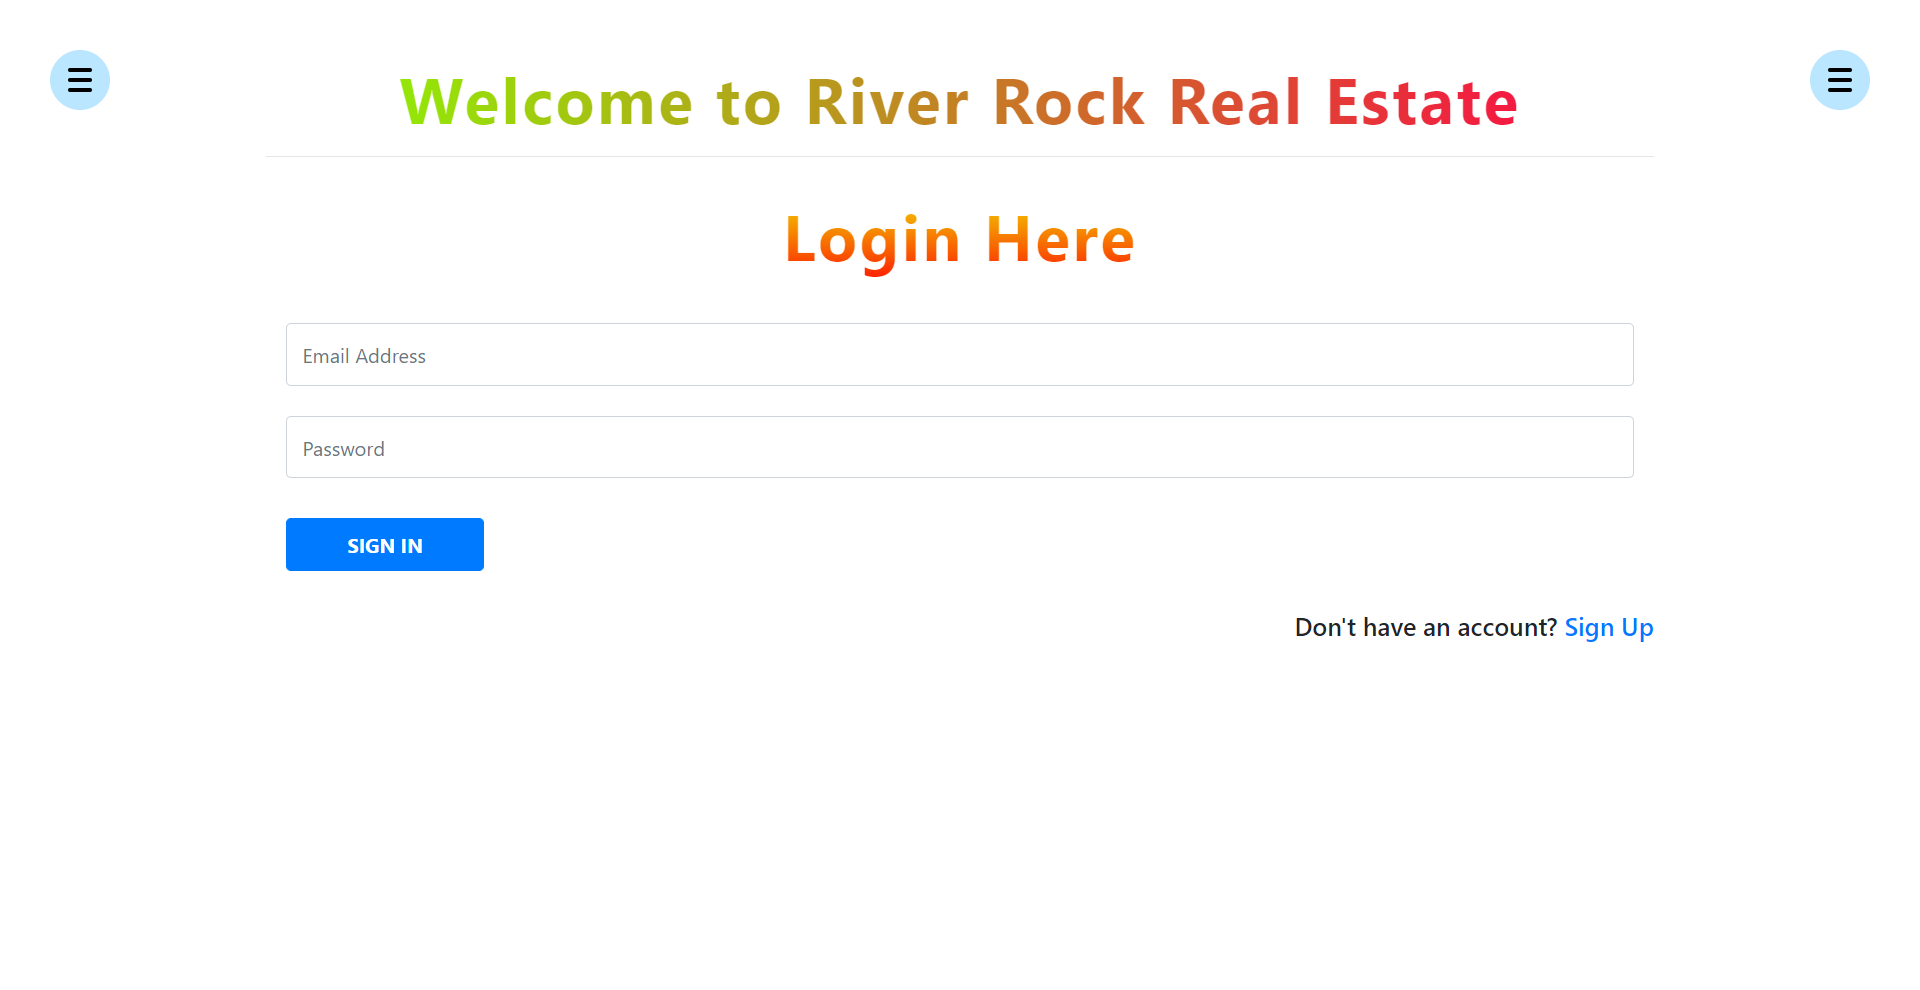 Welcome to River Rock Real Estate
Login Here
Email Address
Password
SIGN IN
Don't have an account? Sign Up